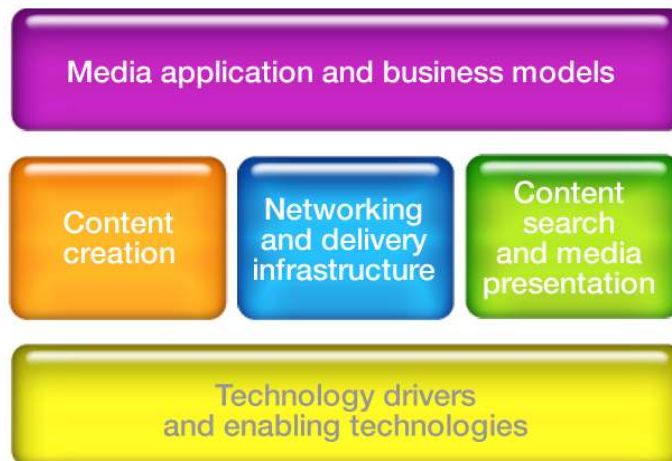 Media application and business models
Content
creation
Networking
and delivery
infrastructure
Content
search
and media
presentation
Technology drivers
and enabling technologies